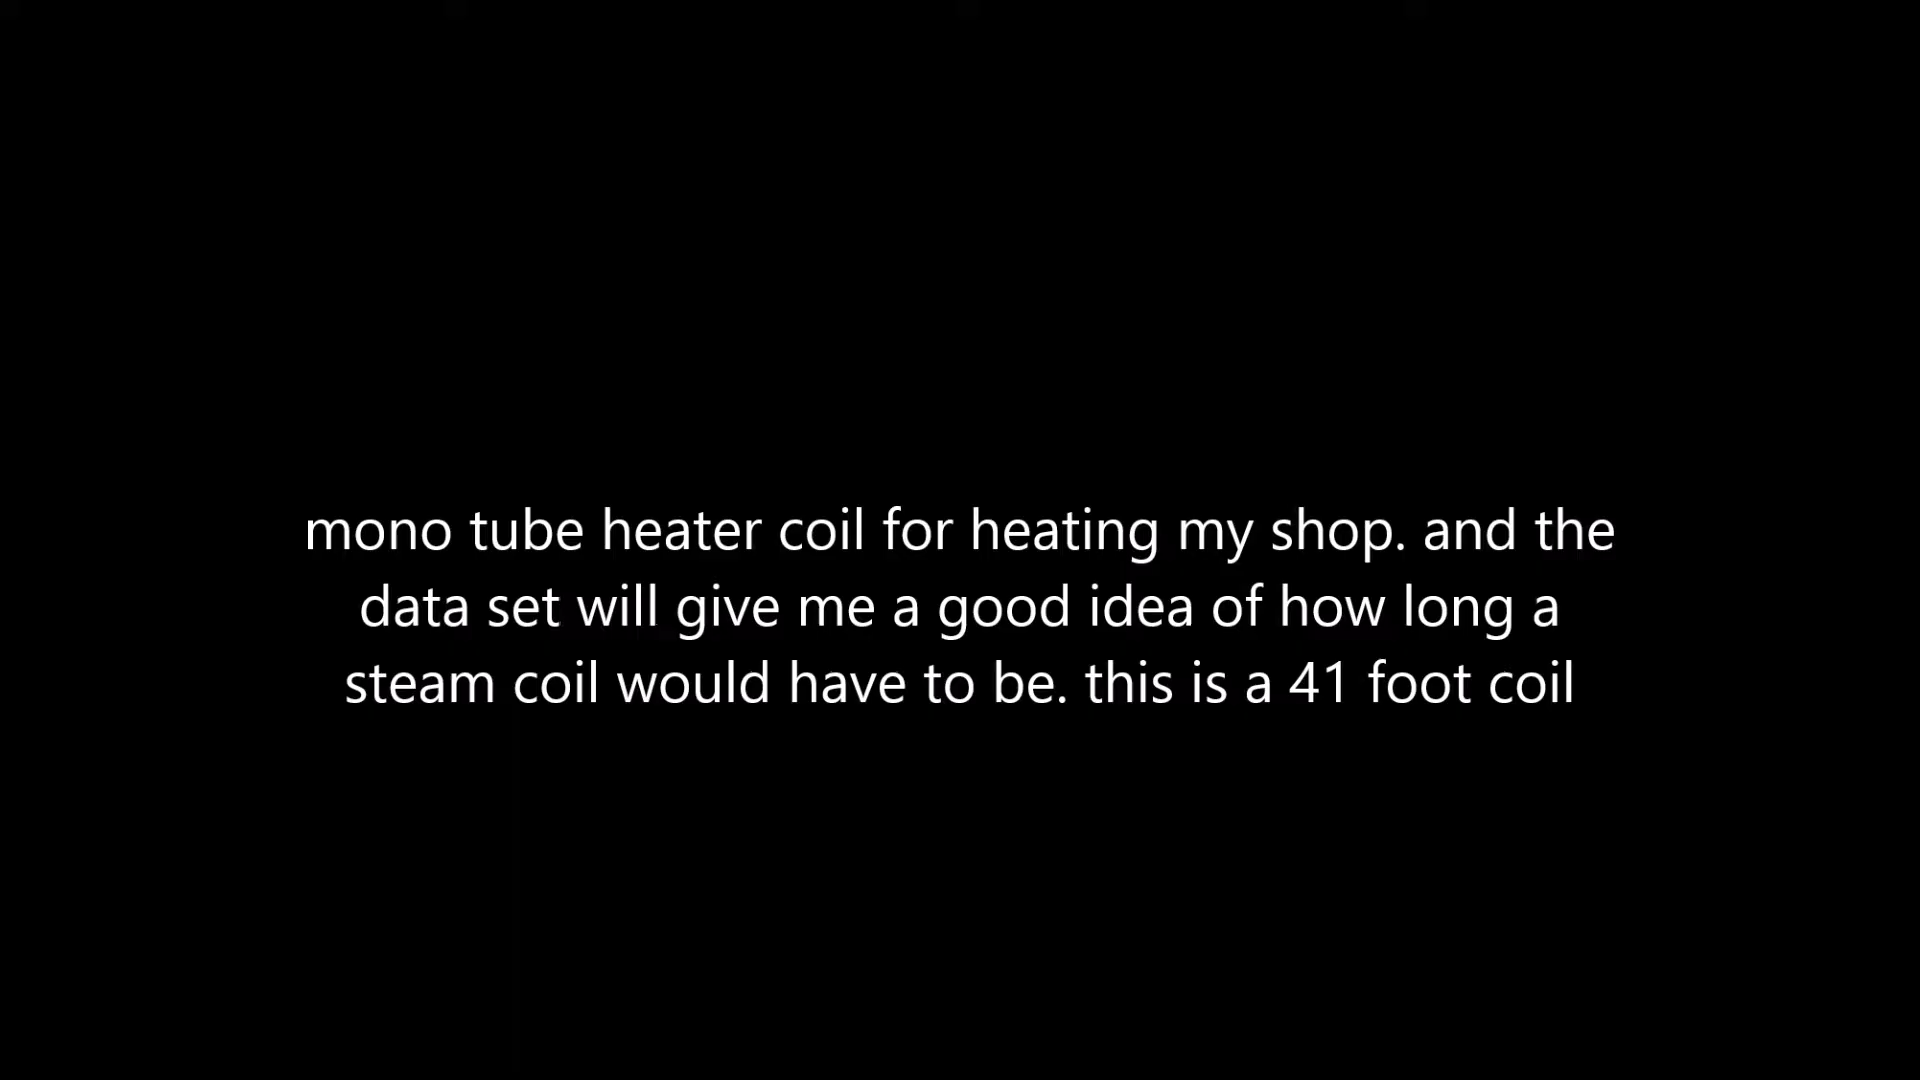 mono tube heater coil for heating my shop. and the
data set will give me a good idea of how long a
steam coil would have to be. this is a 41 foot coil